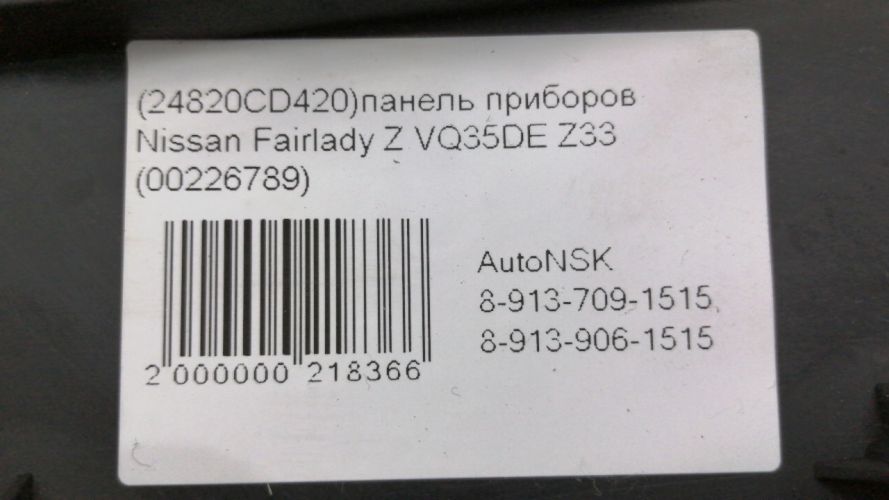 (24820CD420)панель приборов
Nissan Fairlady Z VQ35DE Z33
(00226789)
AutoNSK
8-913-709-1515,
8-913-906-1515
2 000000 218366